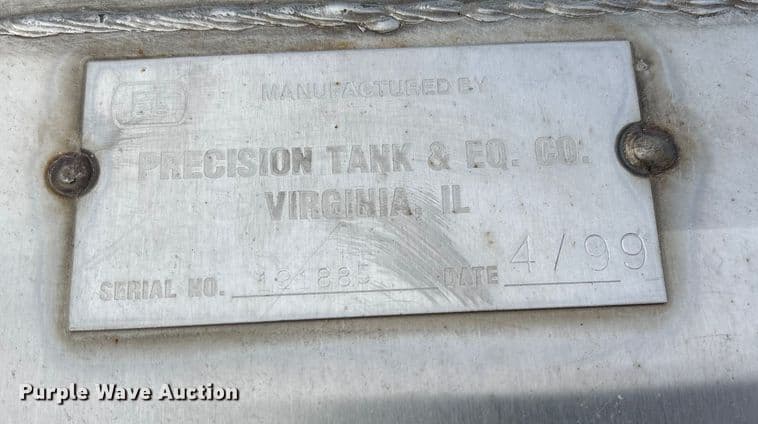 MANUFACTURED BY
PRECISION TANK & EQ. CO.
VIRGINIA, IL
SERIAL NO. DATE 4/99
Purple Wave Auction